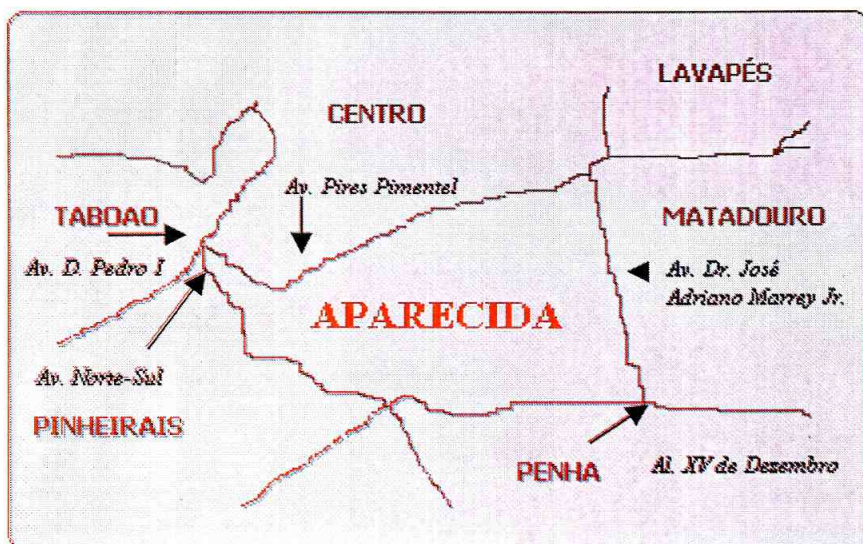 LAVAPÉS
CENTRO
Av. Pires Pimentel
TABOAO
MATADOURO
Av. D. Pedro I
Av. Dr. José
Adriano Marrey Jr.
APARECIDA
Av. Norte-Sul
PINHEIRAIS
PENHA
Al. XV de Dezembro